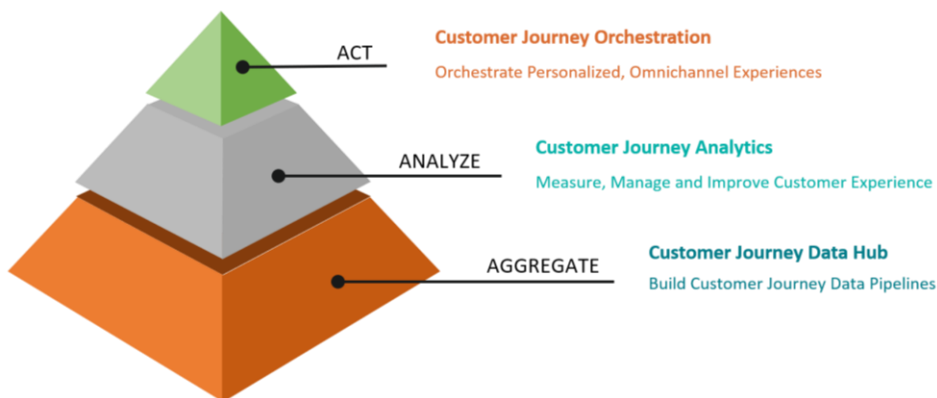 ACT
Customer Journey Orchestration
Orchestrate Personalized, Omnichannel Experiences
ANALYZE
Customer Journey Analytics
Measure, Manage and Improve Customer Experience
AGGREGATE
Customer Journey Data Hub
Build Customer Journey Data Pipelines